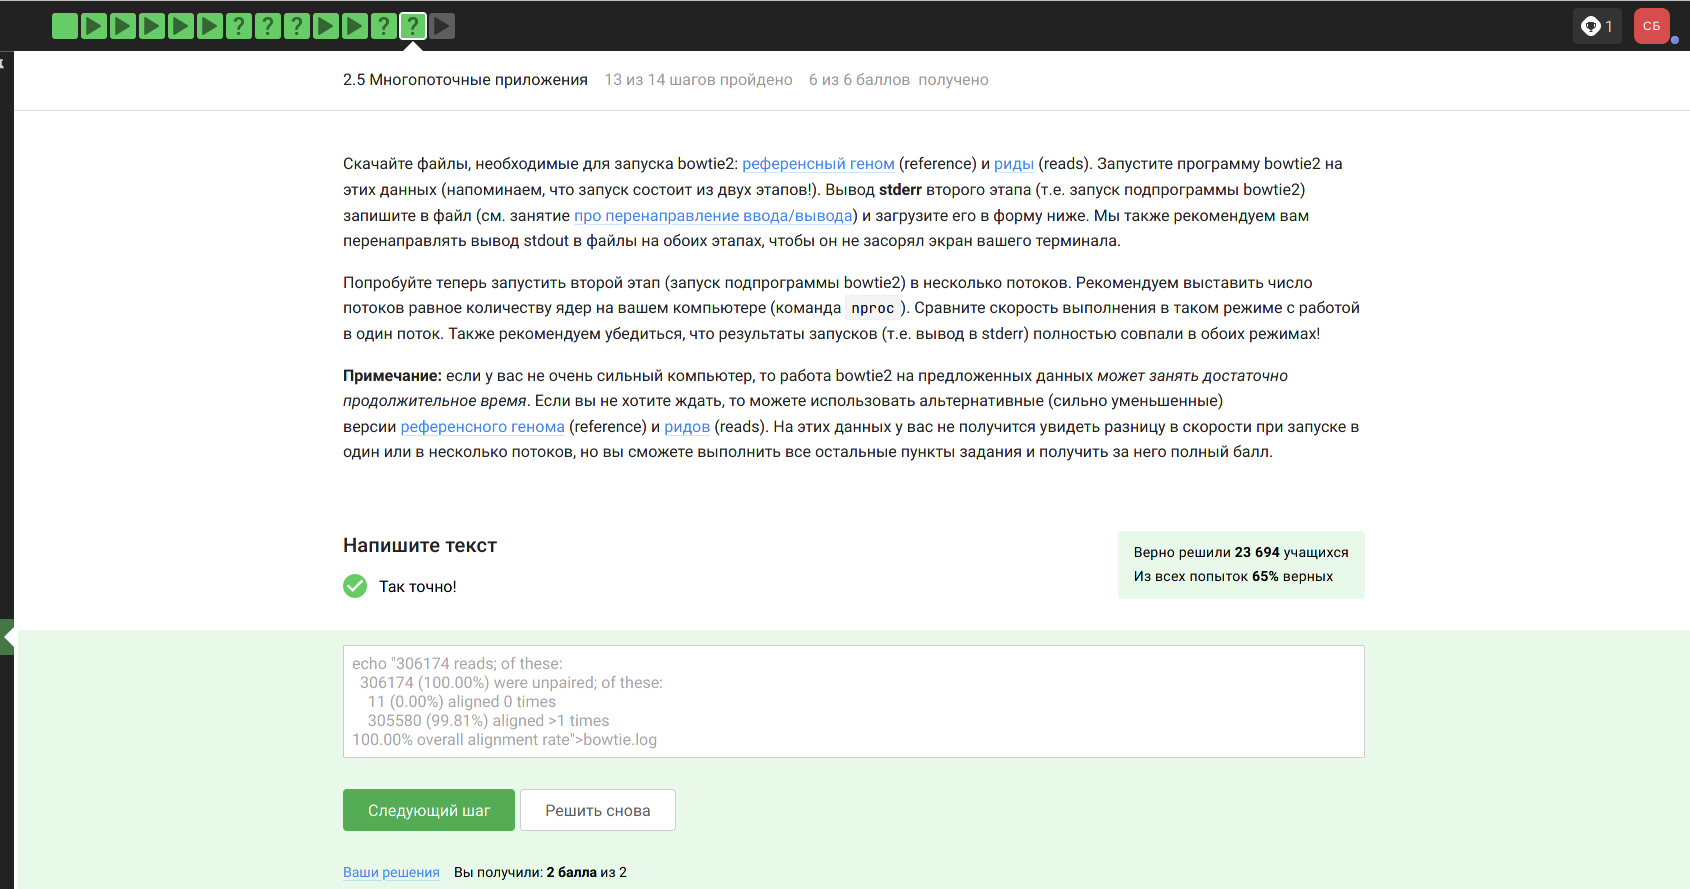 1
СБ
2.5 Многопоточные приложения 13 из 14 шагов пройдено 6 из 6 баллов получено
Скачайте файлы, необходимые для запуска bowtie2: референсный геном (reference) и риды (reads). Запустите программу bowtie2 на
этих данных (напоминаем, что запуск состоит из двух этапов!). Вывод stderr второго этапа (т.е. запуск подпрограммы bowtie2)
запишите в файл (см. занятие про перенаправление ввода/вывода) и загрузите его в форму ниже. Мы также рекомендуем вам
перенаправлять вывод stdout в файлы на обоих этапах, чтобы он не засорял экран вашего терминала.
Попробуйте теперь запустить второй этап (запуск подпрограммы bowtie2) в несколько потоков. Рекомендуем выставить число
потоков равное количеству ядер на вашем компьютере (команда nproc). Сравните скорость выполнения в таком режиме с работой
в один поток. Также рекомендуем убедиться, что результаты запусков (т.е. вывод в stderr) полностью совпали в обоих режимах!
Примечание: если у вас не очень сильный компьютер, то работа bowtie2 на предложенных данных может занять достаточно
продолжительное время. Если вы не хотите ждать, то можете использовать альтернативные (сильно уменьшенные)
версии референсного генома (reference) и ридов (reads). На этих данных у вас не получится увидеть разницу в скорости при запуске в
один или в несколько потоков, но вы сможете выполнить все остальные пункты задания и получить за него полный балл.
Напишите текст
Верно решили 23 694 учащихся
Из всех попыток 65% верных
Так точно!
echo "306174 reads; of these:
306174 (100.00%) were unpaired; of these:
11 (0.00%) aligned 0 times
305580 (99.81%) aligned >1 times
100.00% overall alignment rate">bowtie.log
Следующий шаг Решить снова
Ваши решения Вы получили: 2 балла из 2